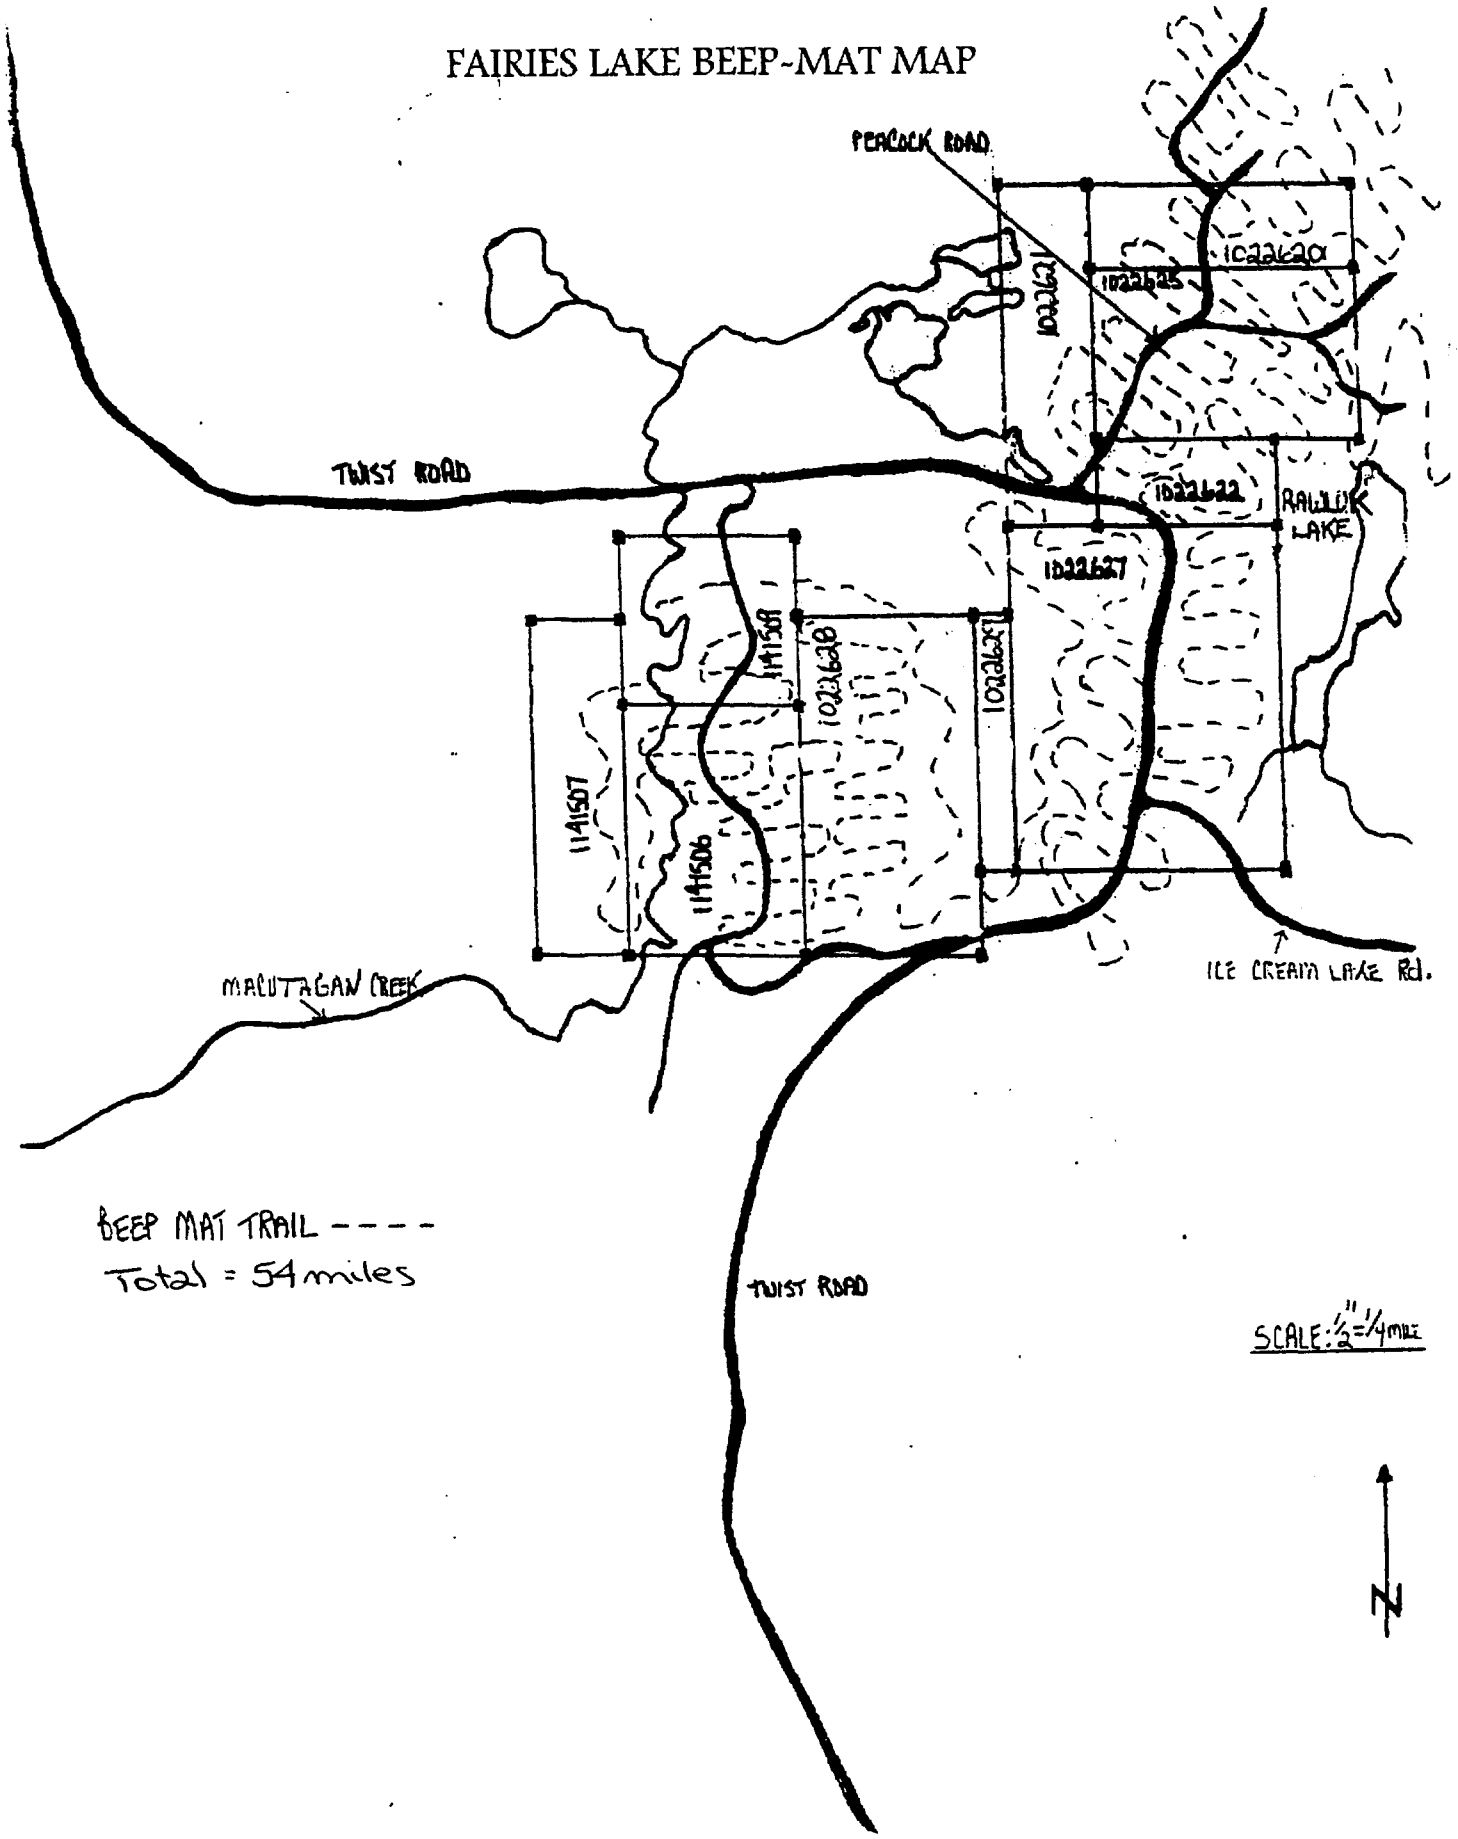 FAIRIES LAKE BEEP-MAT MAP
PEACOCK ROAD
1022620
1022625
1022621
TWIST ROAD
1022622
RAWLUK
LAKE
1022627
1141509
1022628
1022629
1141507
1141506
MACUTAGAN CREEK
ICE CREAM LAKE Rd.
BEEP MAT TRAIL ----
Total = 54 miles
TWIST ROAD
SCALE: 1/2" = 1/4 MILE
N